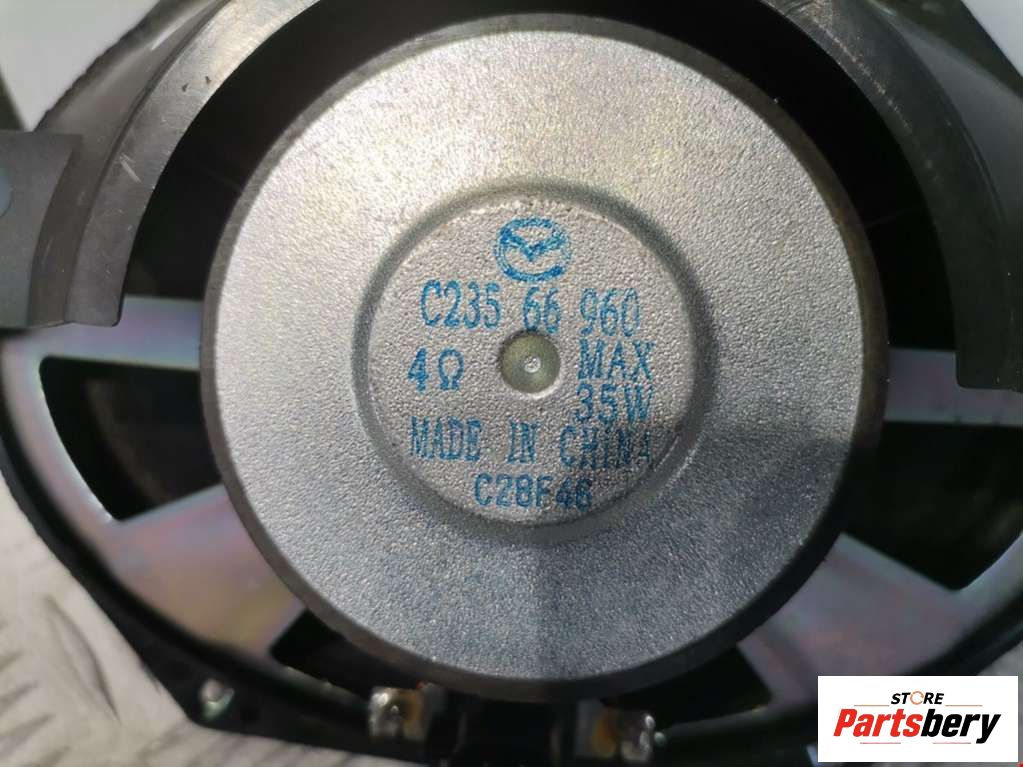 C235 66 960
4Ω MAX
35W
MADE IN CHINA
C28F46
STORE
Partsbery